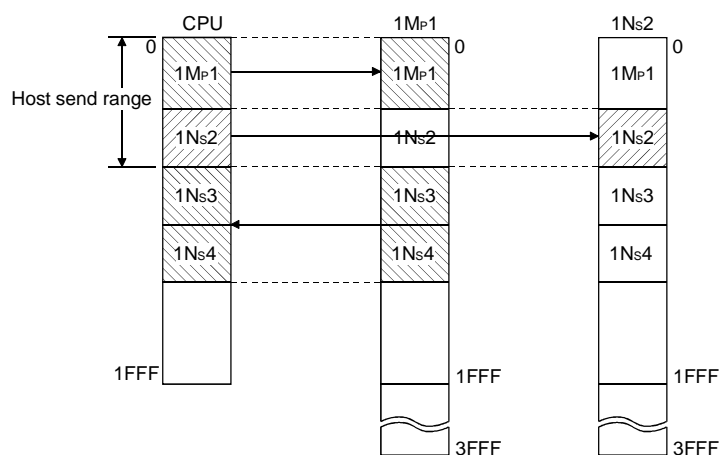 CPU 1MP1 1NS2
0 0 0
1MP1 1MP1 1MP1
Host send range
1NS2 1NS2 1NS2
1NS3 1NS3 1NS3
1NS4 1NS4 1NS4
1FFF 1FFF 1FFF
3FFF 3FFF